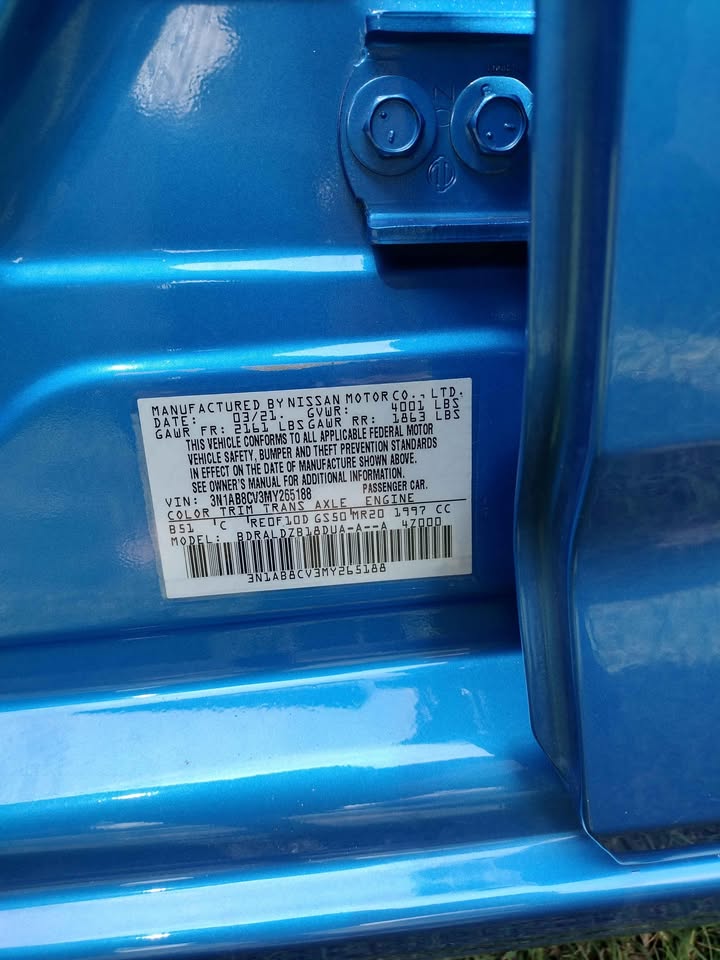 MANUFACTURED BY NISSAN MOTOR CO., LTD.
DATE: 03/21. GVWR: 4001 LBS
GAWR FR: 2161 LBS GAWR RR: 1863 LBS
THIS VEHICLE CONFORMS TO ALL APPLICABLE FEDERAL MOTOR
VEHICLE SAFETY, BUMPER AND THEFT PREVENTION STANDARDS
IN EFFECT ON THE DATE OF MANUFACTURE SHOWN ABOVE.
SEE OWNER'S MANUAL FOR ADDITIONAL INFORMATION.
VIN: 3N1AB8CV3MY265188 PASSENGER CAR.
COLOR TRIM TRANS AXLE ENGINE
B51 'C RE0F10D GS50 MR20 1997 CC
MODEL: BDRALDZB18DUA-A--A 4Z000
3N1AB8CV3MY265188